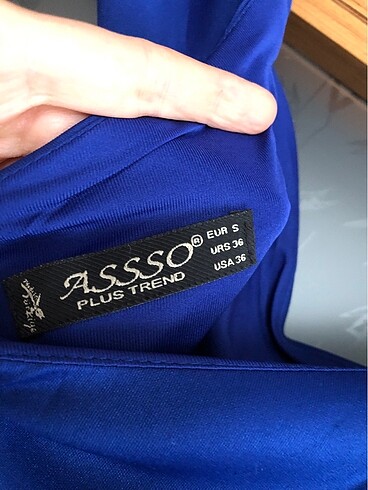 ASSSO®
PLUS TREND
EUR S
URS 36
USA 36